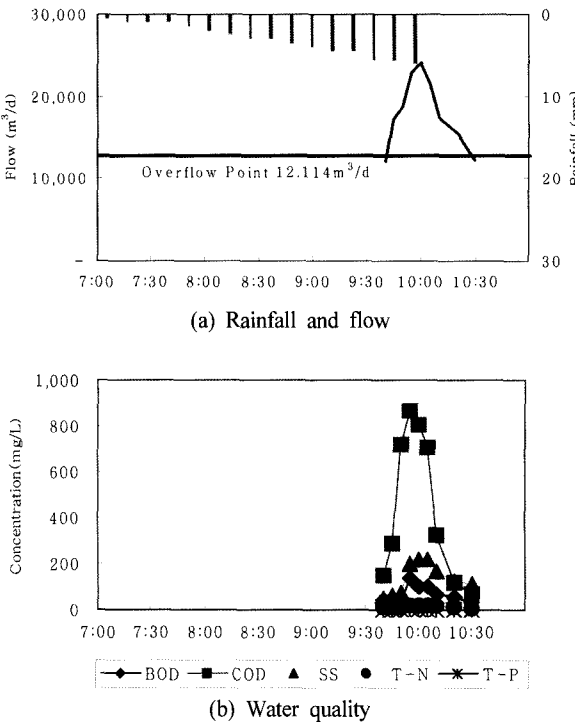 30,000
20,000
10,000
-
Flow (m³/d)
0
10
20
30
Rainfall (mm)
Overflow Point 12.114m³/d
7:00 7:30 8:00 8:30 9:00 9:30 10:00 10:30
(a) Rainfall and flow
1,000
800
600
400
200
0
Concentration(mg/L)
7:00 7:30 8:00 8:30 9:00 9:30 10:00 10:30
BOD COD SS T-N T-P
(b) Water quality